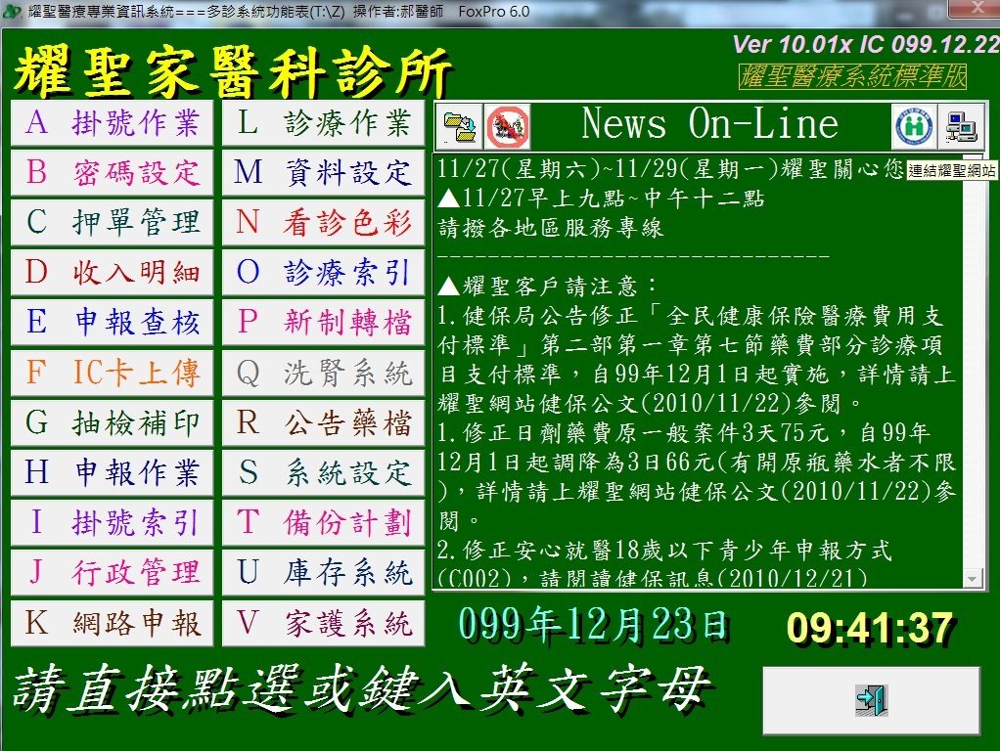 耀聖醫療專業資訊系統===多診系統功能表(T:\Z) 操作者:郝醫師 FoxPro 6.0
Ver 10.01x IC 099.12.22
耀聖家醫科診所
耀聖醫療系統標準版
A 掛號作業
B 密碼設定
C 押單管理
D 收入明細
E 申報查核
F IC卡上傳
G 抽檢補印
H 申報作業
I 掛號索引
J 行政管理
K 網路申報
L 診療作業
M 資料設定
N 看診色彩
O 診療索引
P 新制轉檔
Q 洗腎系統
R 公告藥檔
S 系統設定
T 備份計劃
U 庫存系統
V 家護系統
News On-Line
連結耀聖網站
11/27(星期六)~11/29(星期一)耀聖關心您
▲11/27早上九點~中午十二點
請撥各地區服務專線
-------------------------------
▲耀聖客戶請注意：
1.健保局公告修正「全民健康保險醫療費用支
付標準」第二部第一章第七節藥費部分診療項
目支付標準，自99年12月1日起實施，詳情請上
耀聖網站健保公文(2010/11/22)參閱。
1.修正日劑藥費原一般案件3天75元，自99年
12月1日起調降為3日66元(有開原瓶藥水者不限
)，詳情請上耀聖網站健保公文(2010/11/22)參
閱。
2.修正安心就醫18歲以下青少年申報方式
(C002)，請閱讀健保訊息(2010/12/21)
099年12月23日
09:41:37
請直接點選或鍵入英文字母